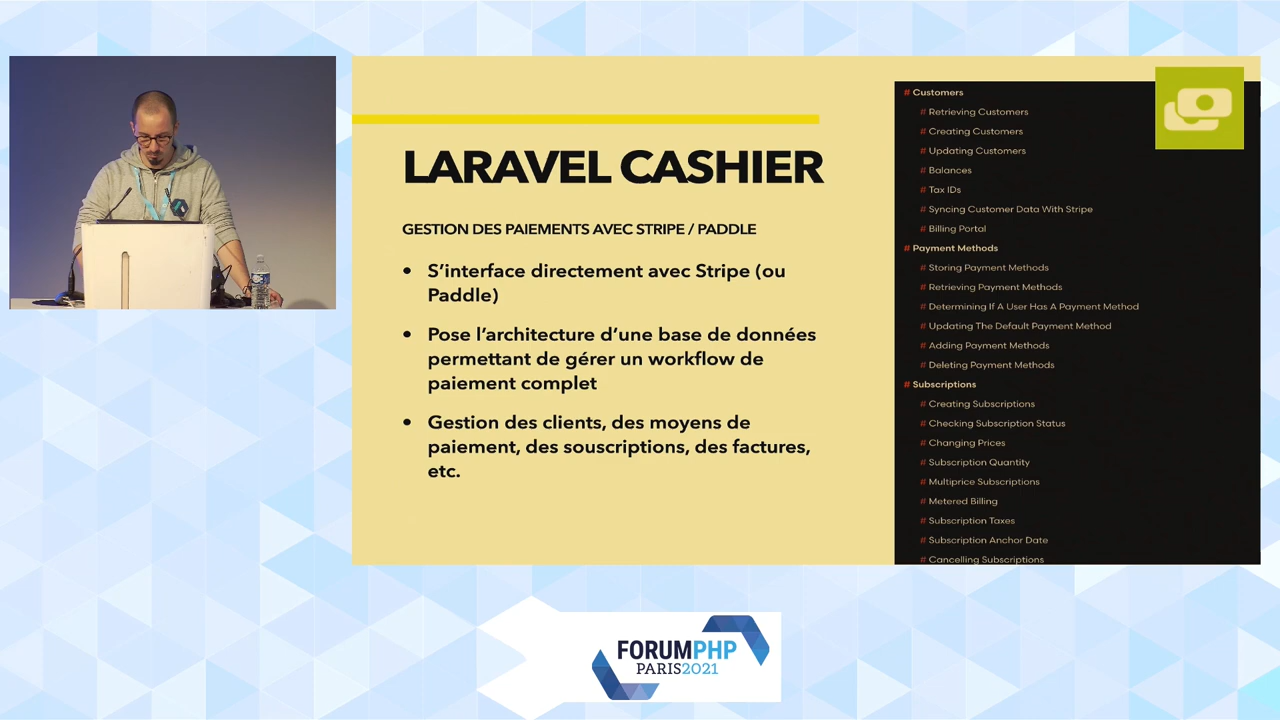 LARAVEL CASHIER
GESTION DES PAIEMENTS AVEC STRIPE / PADDLE
• S’interface directement avec Stripe (ou
Paddle)
• Pose l’architecture d’une base de données
permettant de gérer un workflow de
paiement complet
• Gestion des clients, des moyens de
paiement, des souscriptions, des factures,
etc.
# Customers
# Retrieving Customers
# Creating Customers
# Updating Customers
# Balances
# Tax IDs
# Syncing Customer Data With Stripe
# Billing Portal
# Payment Methods
# Storing Payment Methods
# Retrieving Payment Methods
# Determining If A User Has A Payment Method
# Updating The Default Payment Method
# Adding Payment Methods
# Deleting Payment Methods
# Subscriptions
# Creating Subscriptions
# Checking Subscription Status
# Changing Prices
# Subscription Quantity
# Multiprice Subscriptions
# Metered Billing
# Subscription Taxes
# Subscription Anchor Date
# Cancelling Subscriptions
FORUMPHP
PARIS2021